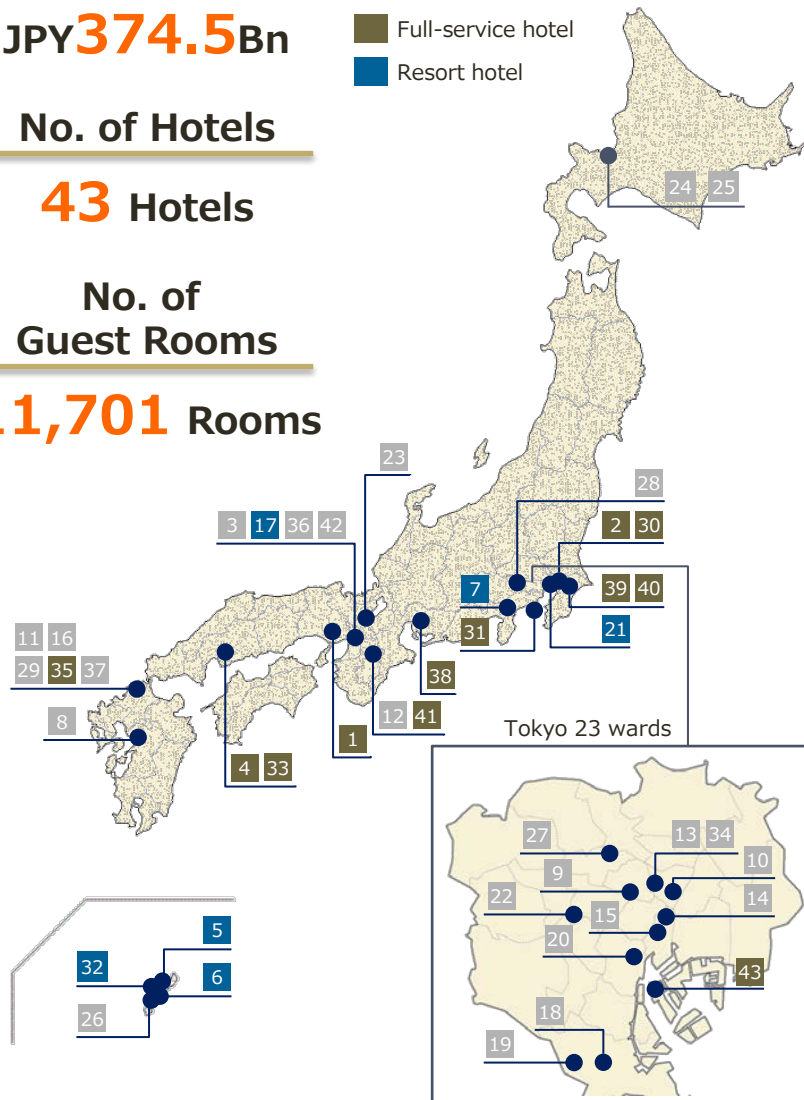 JPY374.5Bn
Full-service hotel
Resort hotel
No. of Hotels
43 Hotels
No. of
Guest Rooms
11,701 Rooms
24 25
23
28
3 17 36 42
2 30
7
39 40
31
21
11 16
29 35 37
38
8
12 41
1
4 33
Tokyo 23 wards
27
13 34
9
10
22
15
14
20
43
18
19
5
32
6
26